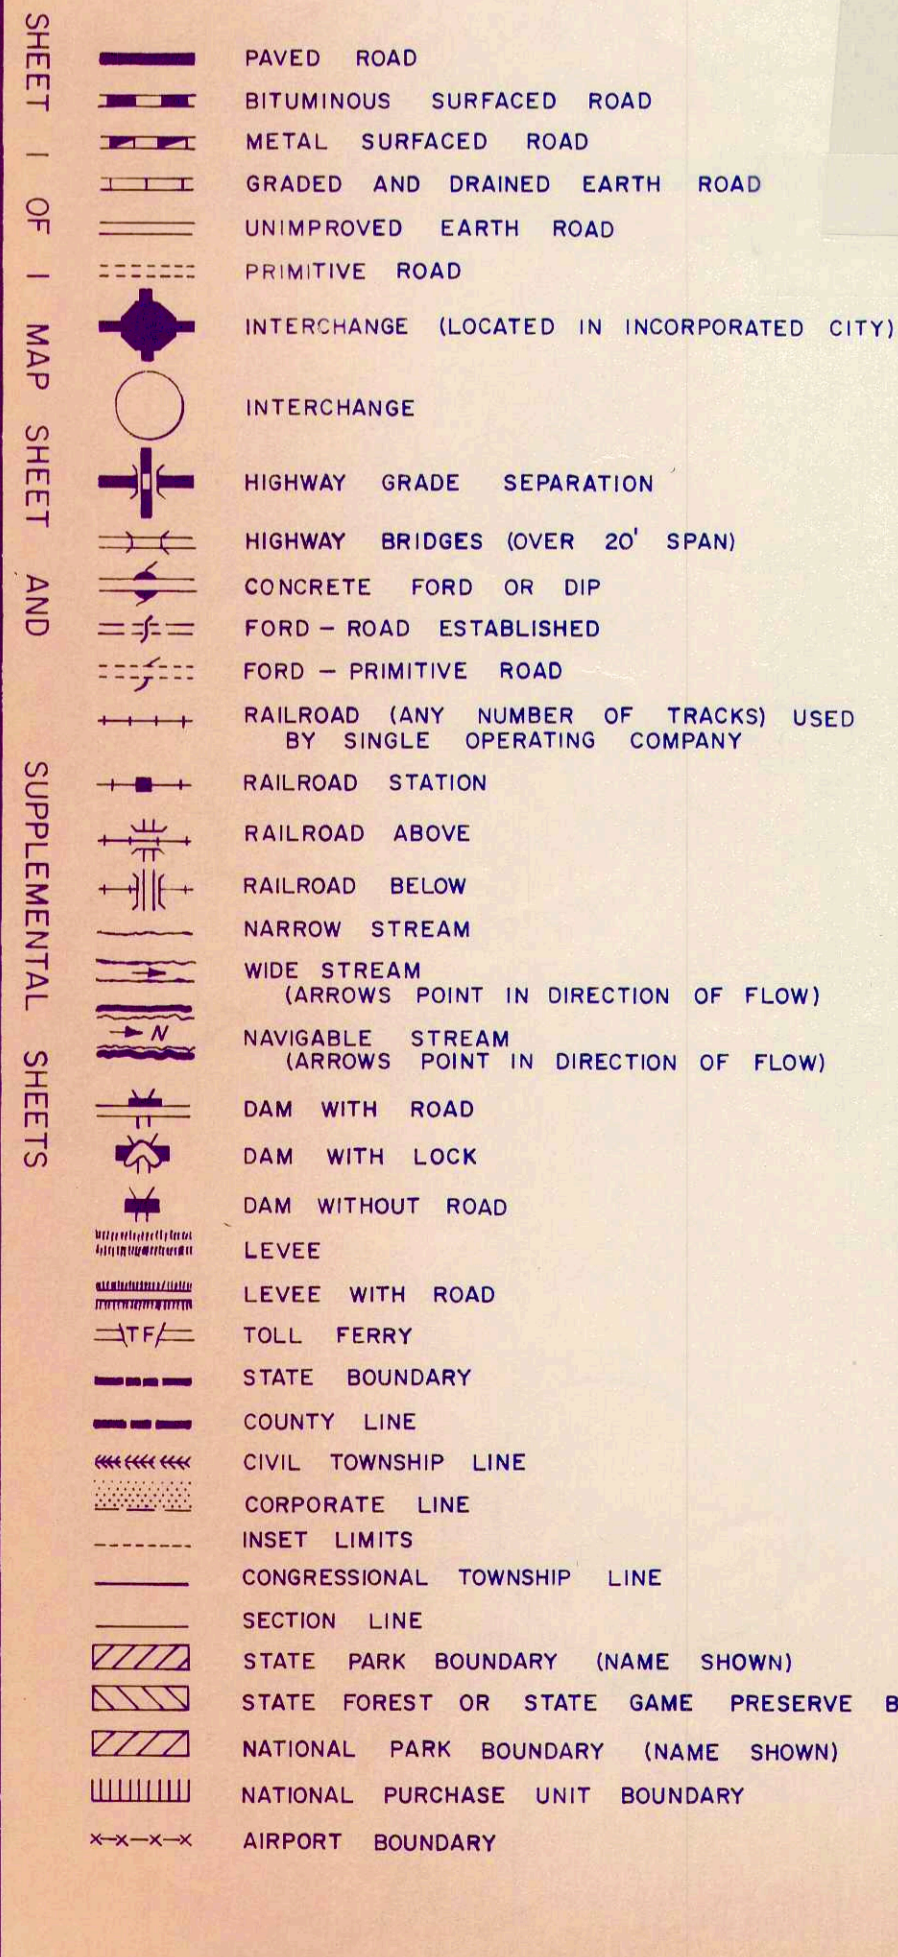 SHEET 1 OF 1 MAP SHEET AND SUPPLEMENTAL SHEETS
PAVED ROAD
BITUMINOUS SURFACED ROAD
METAL SURFACED ROAD
GRADED AND DRAINED EARTH ROAD
UNIMPROVED EARTH ROAD
PRIMITIVE ROAD
INTERCHANGE (LOCATED IN INCORPORATED CITY)
INTERCHANGE
HIGHWAY GRADE SEPARATION
HIGHWAY BRIDGES (OVER 20' SPAN)
CONCRETE FORD OR DIP
FORD – ROAD ESTABLISHED
FORD – PRIMITIVE ROAD
RAILROAD (ANY NUMBER OF TRACKS) USED
BY SINGLE OPERATING COMPANY
RAILROAD STATION
RAILROAD ABOVE
RAILROAD BELOW
NARROW STREAM
WIDE STREAM
(ARROWS POINT IN DIRECTION OF FLOW)
N NAVIGABLE STREAM
(ARROWS POINT IN DIRECTION OF FLOW)
DAM WITH ROAD
DAM WITH LOCK
DAM WITHOUT ROAD
LEVEE
LEVEE WITH ROAD
TF TOLL FERRY
STATE BOUNDARY
COUNTY LINE
CIVIL TOWNSHIP LINE
CORPORATE LINE
INSET LIMITS
CONGRESSIONAL TOWNSHIP LINE
SECTION LINE
STATE PARK BOUNDARY (NAME SHOWN)
STATE FOREST OR STATE GAME PRESERVE B
NATIONAL PARK BOUNDARY (NAME SHOWN)
NATIONAL PURCHASE UNIT BOUNDARY
AIRPORT BOUNDARY